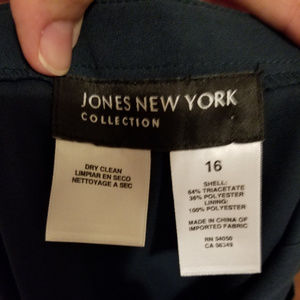 JONES NEW YORK
COLLECTION
DRY CLEAN
LIMPIAR EN SECO
NETTOYAGE A SEC
16
SHELL:
64% TRIACETATE
36% POLYESTER
LINING:
100% POLYESTER
MADE IN CHINA OF
IMPORTED FABRIC
RN 54050
CA 56349